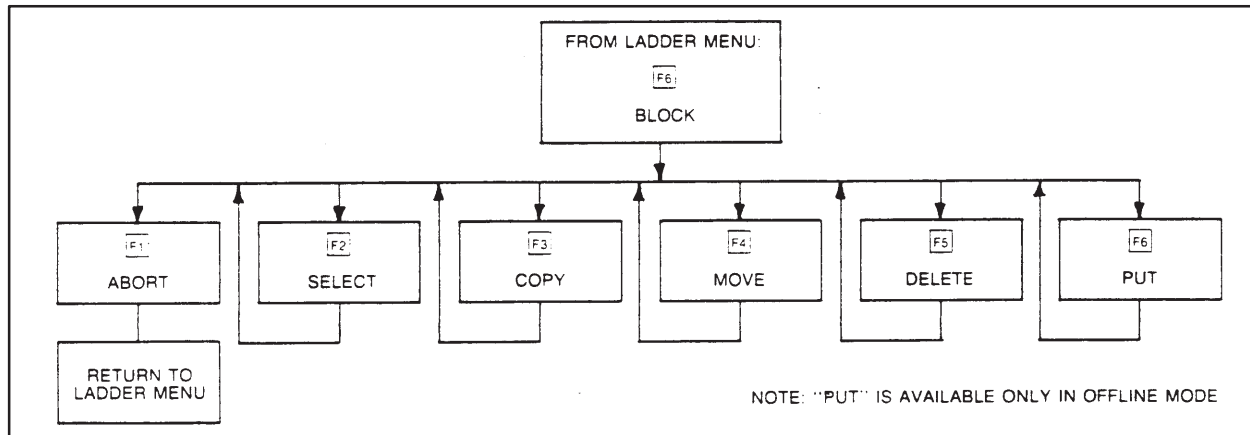 FROM LADDER MENU:
F6
BLOCK
F1
ABORT
F2
SELECT
F3
COPY
F4
MOVE
F5
DELETE
F6
PUT
RETURN TO
LADDER MENU
NOTE: "PUT" IS AVAILABLE ONLY IN OFFLINE MODE